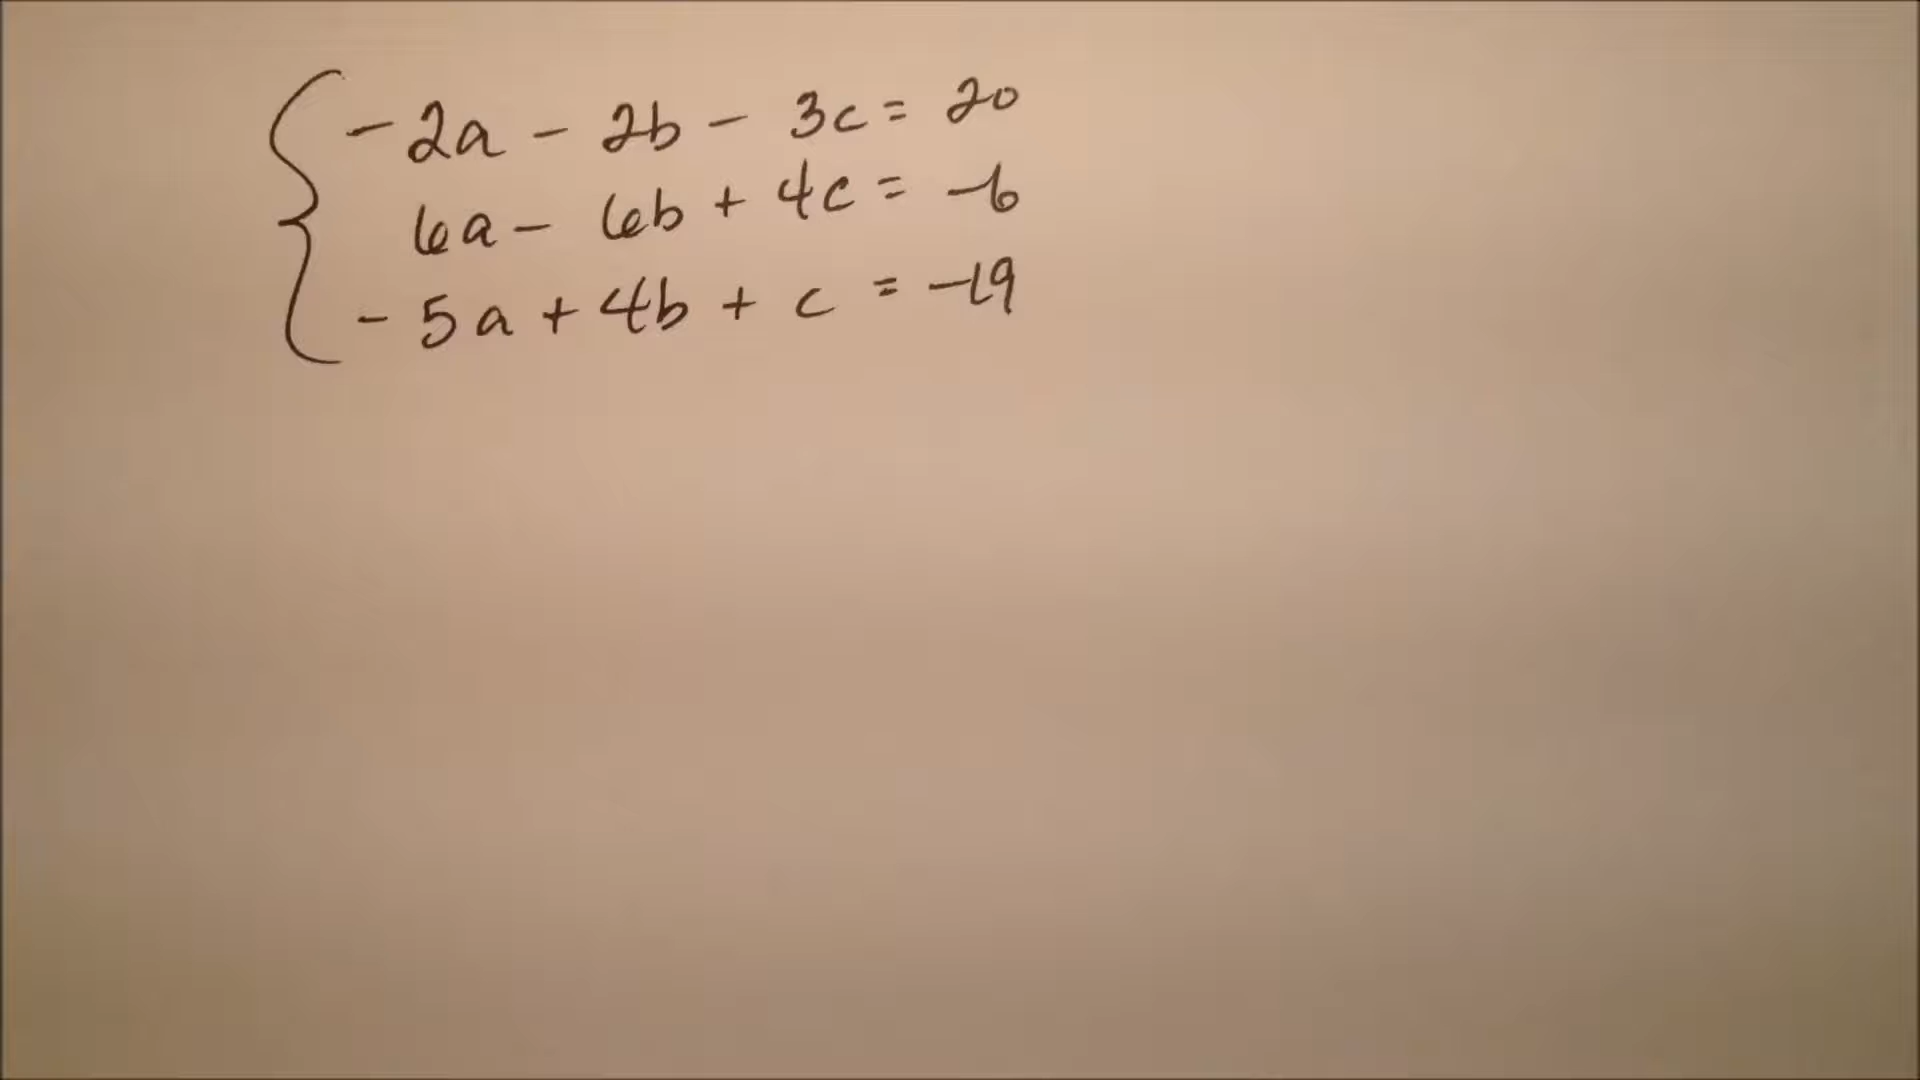 -2a - 2b - 3c = 20
6a - 6b + 4c = -6
-5a + 4b + c = -19